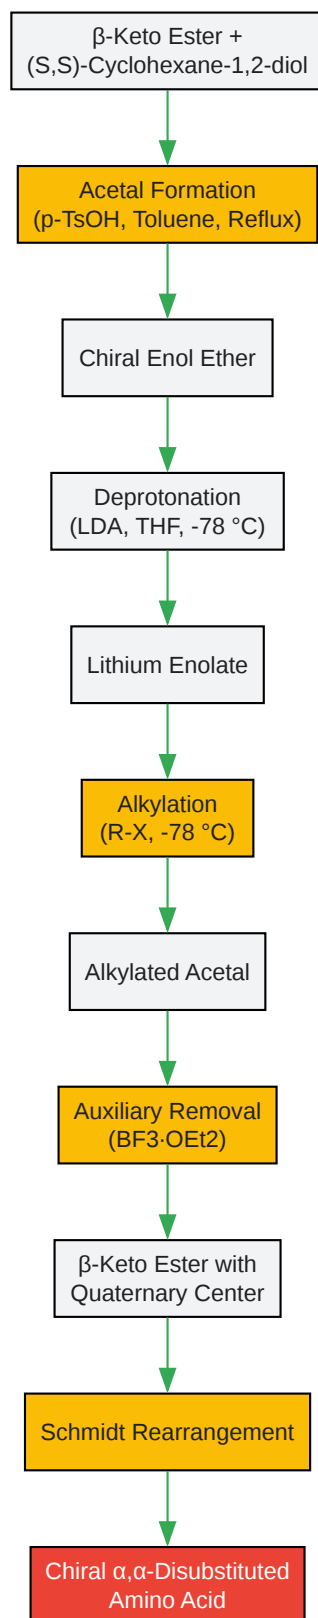 β-Keto Ester +
(S,S)-Cyclohexane-1,2-diol
Acetal Formation
(p-TsOH, Toluene, Reflux)
Chiral Enol Ether
Deprotonation
(LDA, THF, -78 °C)
Lithium Enolate
Alkylation
(R-X, -78 °C)
Alkylated Acetal
Auxiliary Removal
(BF3·OEt2)
β-Keto Ester with
Quaternary Center
Schmidt Rearrangement
Chiral α,α-Disubstituted
Amino Acid